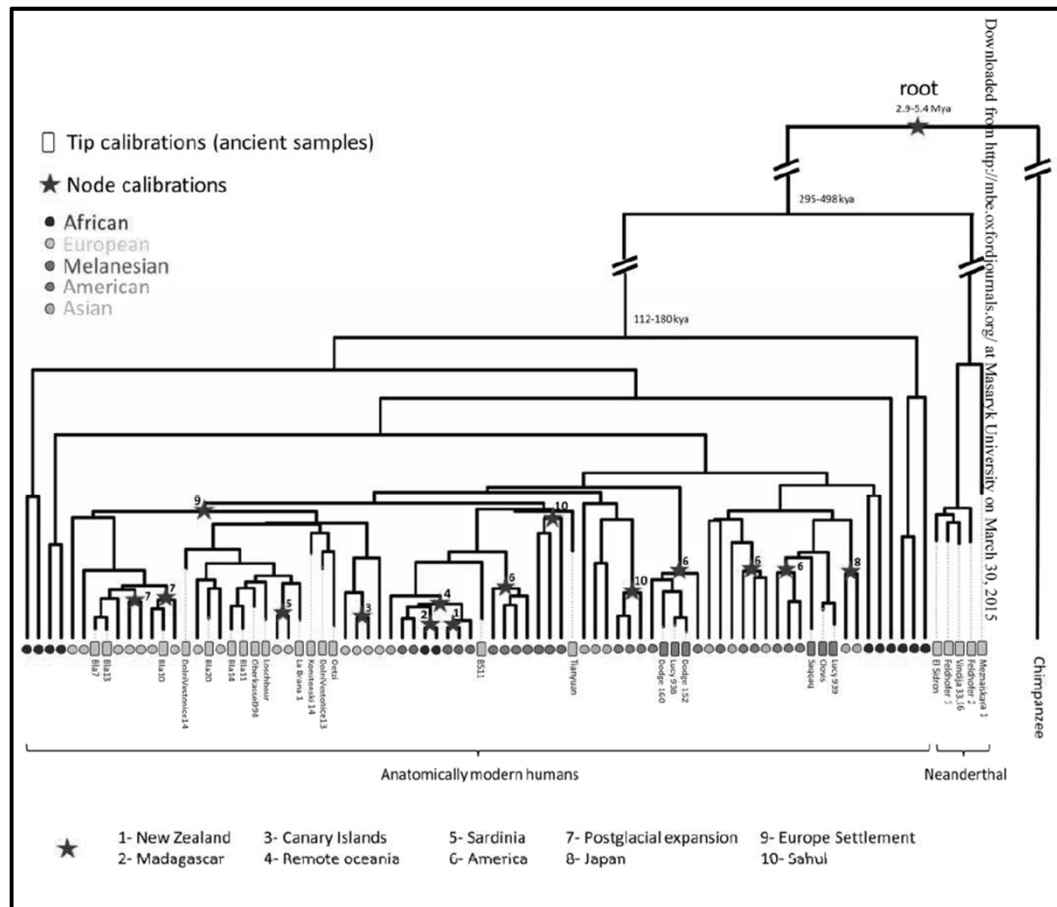 root
2.9-5.4 Mya
Tip calibrations (ancient samples)
Node calibrations
African
European
Melanesian
American
Asian
295-498 kya
112-180 kya
9
10
7
7
5
3
4
2
1
6
10
6
6
6
8
Bla7
Bla13
Bla10
DolniVestonice14
Bla20
Bla14
Bla11
Oberkassel998
Loschbour
La Brana 1
Kostenski 14
DolniVestonice13
Oetzi
BS11
Tianyuan
Dodge 160
Lucy 938
Dodge 152
Saqqaq
Clovis
Lucy 939
El Sidron
Feldhofer
Vindija 33.16
Feldhofer 2
Mezmaiskara 1
Chimpanzee
Anatomically modern humans
Neanderthal
1- New Zealand 3- Canary Islands 5- Sardinia 7- Postglacial expansion 9- Europe Settlement
2- Madagascar 4- Remote oceania 6- America 8- Japan 10- Sahul
Downloaded from http://mbe.oxfordjournals.org/ at Masaryk University on March 30, 2015